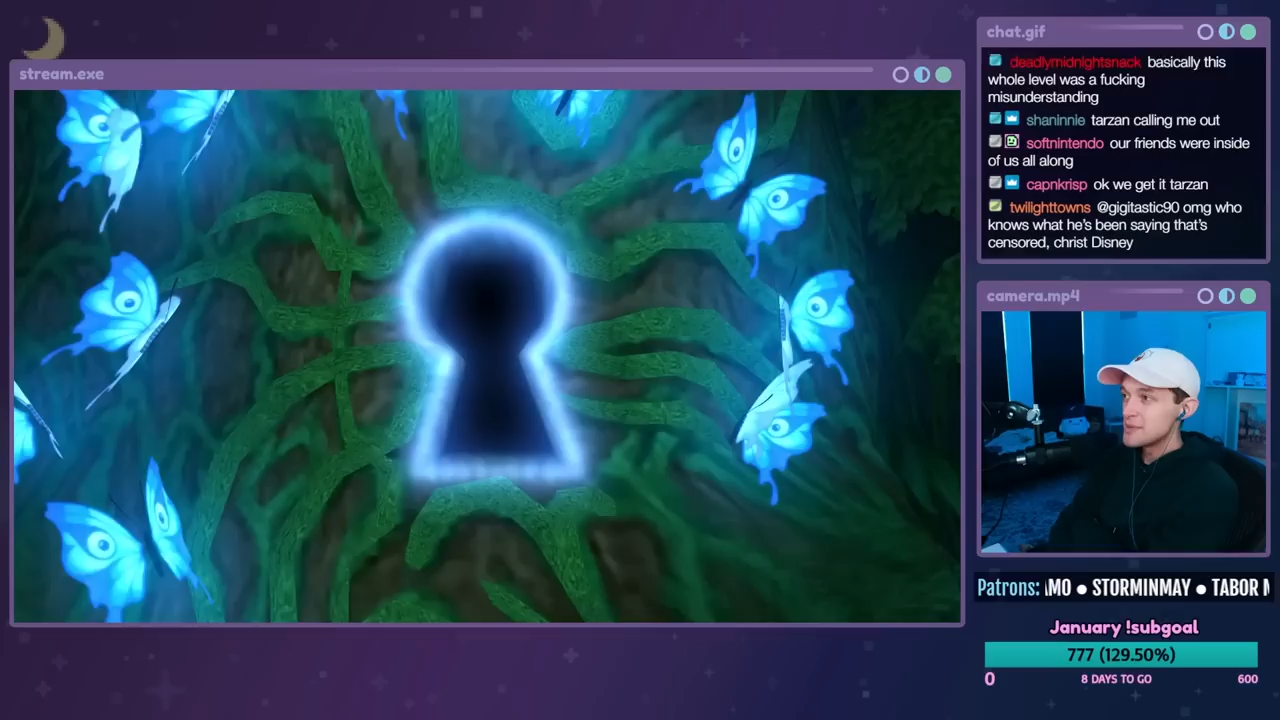 stream.exe
chat.gif
deadlymidnightsnack basically this
whole level was a fucking
misunderstanding
shaninnie tarzan calling me out
softnintendo our friends were inside
of us all along
capnkrisp ok we get it tarzan
twilighttowns @gigitastic90 omg who
knows what he's been saying that's
censored, christ Disney
camera.mp4
Patrons: MO ● STORMINMAY ● TABOR
January !subgoal
777 (129.50%)
0 8 DAYS TO GO 600